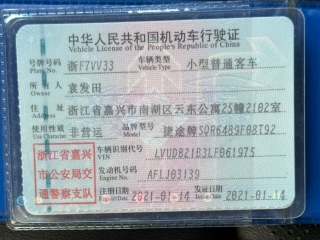 中华人民共和国机动车行驶证
Vehicle License of the People's Republic of China
号牌号码 浙F7VV33 车辆类型 小型普通客车
Plate No. Vehicle Type
所有人 袁发田
Owner
住址 浙江省嘉兴市南湖区云东公寓25幢2102室
Address
使用性质 非营运 品牌型号 捷途牌SQR6489F08T92
Use Character Model
浙江省嘉兴
市公安局交
通警察支队
车辆识别代号 LVUDB21B3LF061975
VIN
发动机号码 AFLJ03139
Engine No.
注册日期 2021-01-14 发证日期 2021-01-14
Register Date Issue Date